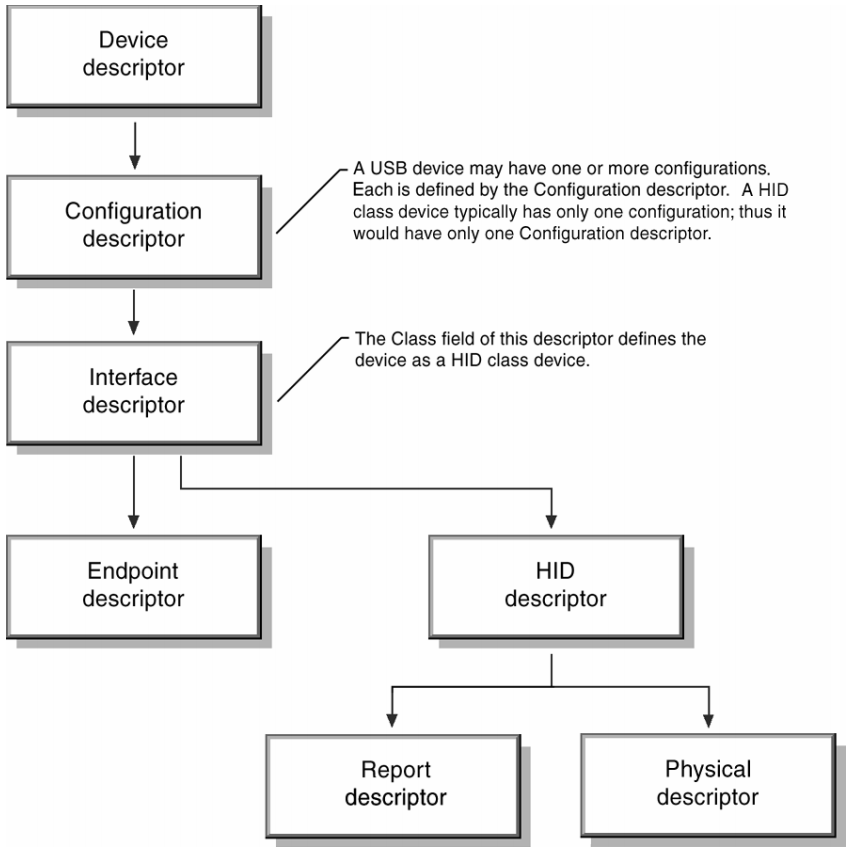 Device
descriptor
Configuration
descriptor
A USB device may have one or more configurations.
Each is defined by the Configuration descriptor. A HID
class device typically has only one configuration; thus it
would have only one Configuration descriptor.
Interface
descriptor
The Class field of this descriptor defines the
device as a HID class device.
Endpoint
descriptor
HID
descriptor
Report
descriptor
Physical
descriptor